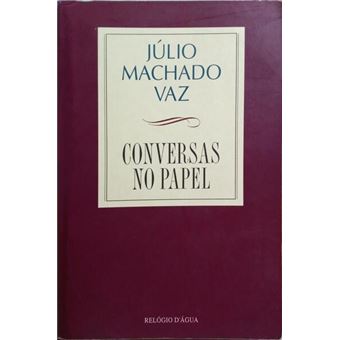 JÚLIO
MACHADO
VAZ
CONVERSAS
NO PAPEL
RELÓGIO D'ÁGUA